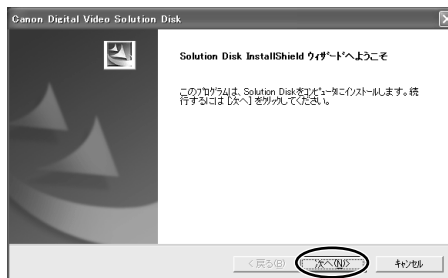 Canon Digital Video Solution Disk
Solution Disk InstallShield ウィザードへようこそ
このプログラムは、Solution Diskをコンピュータにインストールします。続
行するには [次へ] をクリックしてください。
< 戻る(B)
次へ(N)>
キャンセル